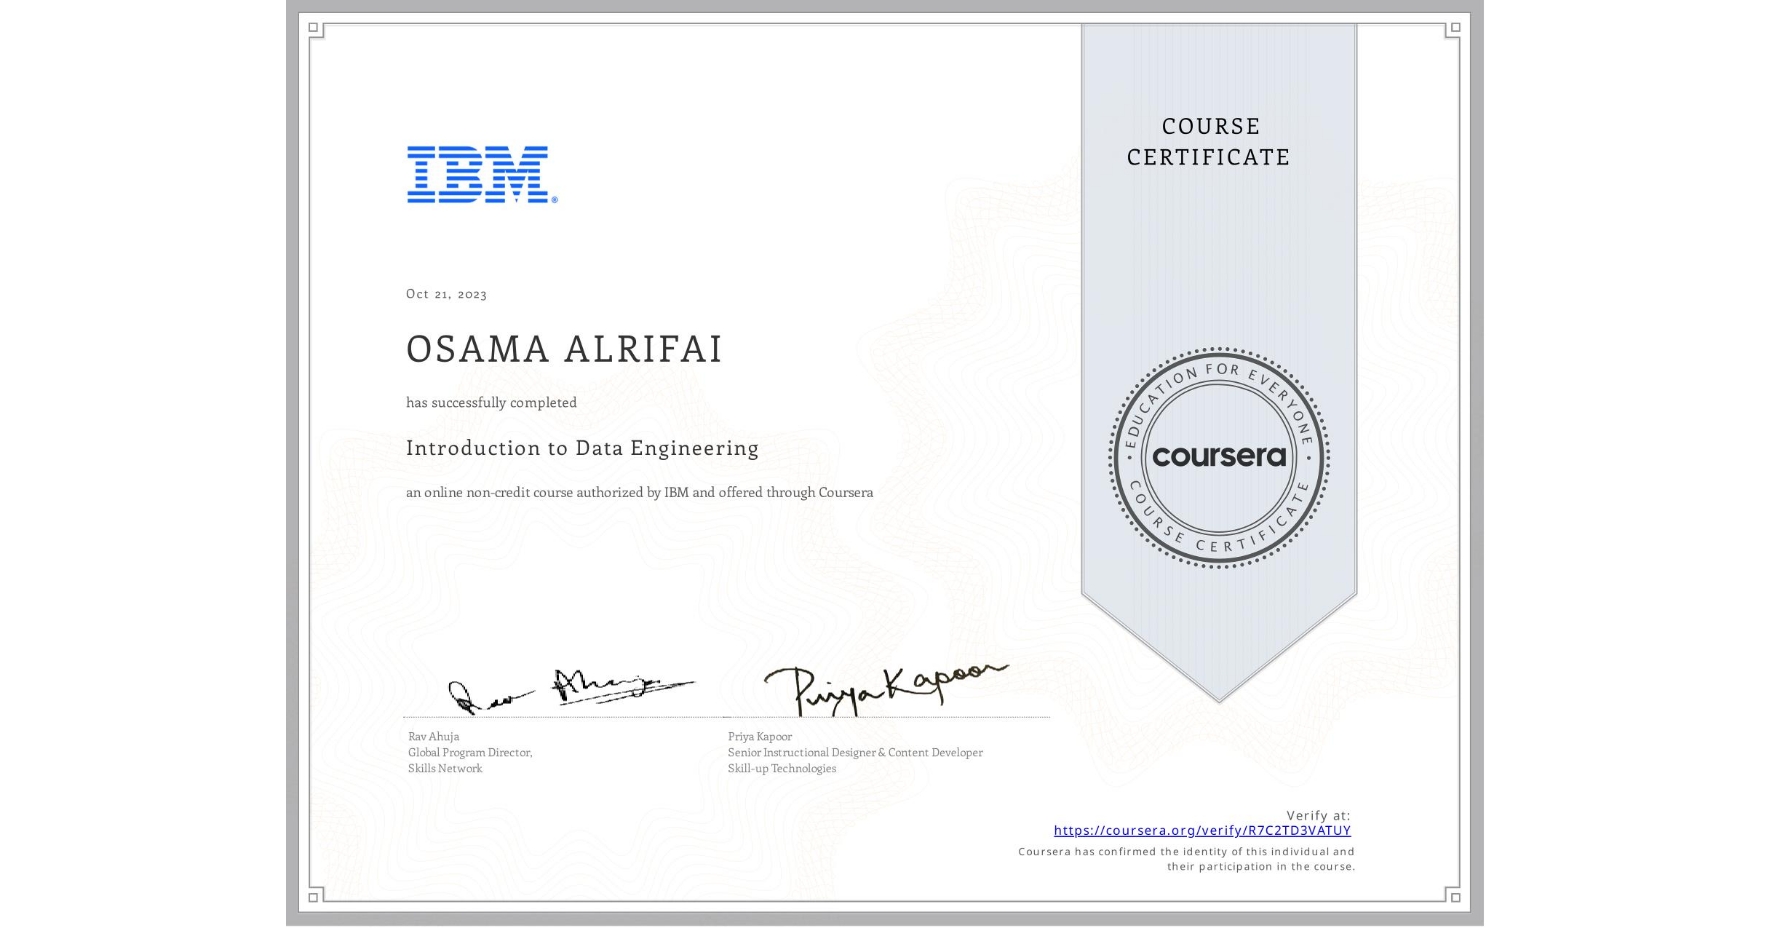 COURSE
CERTIFICATE
IBM®
Oct 21, 2023
OSAMA ALRIFAI
has successfully completed
Introduction to Data Engineering
an online non-credit course authorized by IBM and offered through Coursera
EDUCATION FOR EVERYONE
coursera
COURSE CERTIFICATE
Rav Ahuja
Priya Kapoor
Rav Ahuja
Global Program Director,
Skills Network
Priya Kapoor
Senior Instructional Designer & Content Developer
Skill-up Technologies
Verify at:
https://coursera.org/verify/R7C2TD3VATUY
Coursera has confirmed the identity of this individual and
their participation in the course.